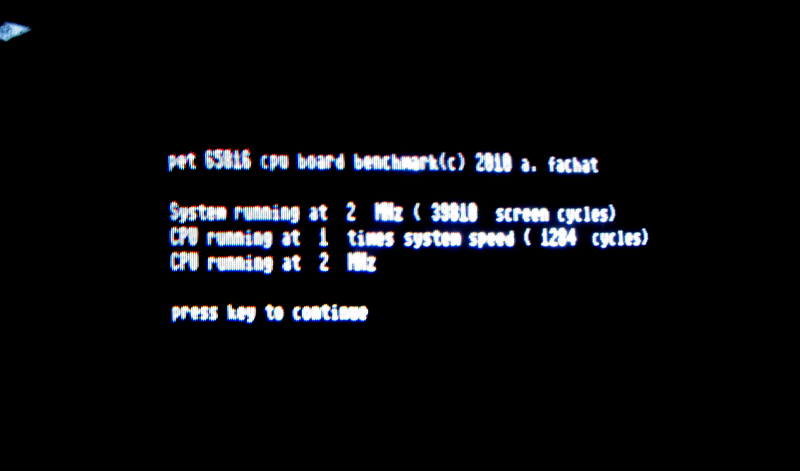 pet 65816 cpu board benchmark(c) 2010 a. fachat
System running at 2 MHz ( 39810 screen cycles)
CPU running at 1 times system speed ( 1204 cycles)
CPU running at 2 MHz
press key to continue